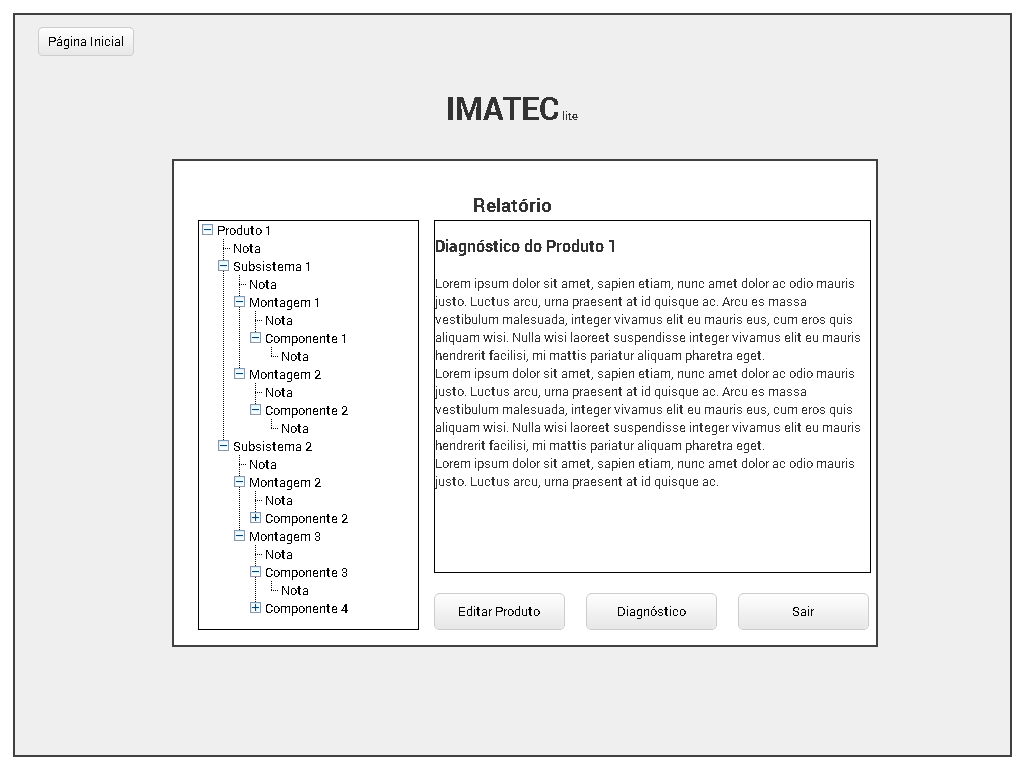 Página Inicial
IMATEC lite
Relatório
Produto 1
Nota
Subsistema 1
Nota
Montagem 1
Nota
Componente 1
Nota
Montagem 2
Nota
Componente 2
Nota
Subsistema 2
Nota
Montagem 2
Nota
Componente 2
Montagem 3
Nota
Componente 3
Nota
Componente 4
Diagnóstico do Produto 1
Lorem ipsum dolor sit amet, sapien etiam, nunc amet dolor ac odio mauris
justo. Luctus arcu, urna praesent at id quisque ac. Arcu es massa
vestibulum malesuada, integer vivamus elit eu mauris eus, cum eros quis
aliquam wisi. Nulla wisi laoreet suspendisse integer vivamus elit eu mauris
hendrerit facilisi, mi mattis pariatur aliquam pharetra eget.
Lorem ipsum dolor sit amet, sapien etiam, nunc amet dolor ac odio mauris
justo. Luctus arcu, urna praesent at id quisque ac. Arcu es massa
vestibulum malesuada, integer vivamus elit eu mauris eus, cum eros quis
aliquam wisi. Nulla wisi laoreet suspendisse integer vivamus elit eu mauris
hendrerit facilisi, mi mattis pariatur aliquam pharetra eget.
Lorem ipsum dolor sit amet, sapien etiam, nunc amet dolor ac odio mauris
justo. Luctus arcu, urna praesent at id quisque ac.
Editar Produto
Diagnóstico
Sair